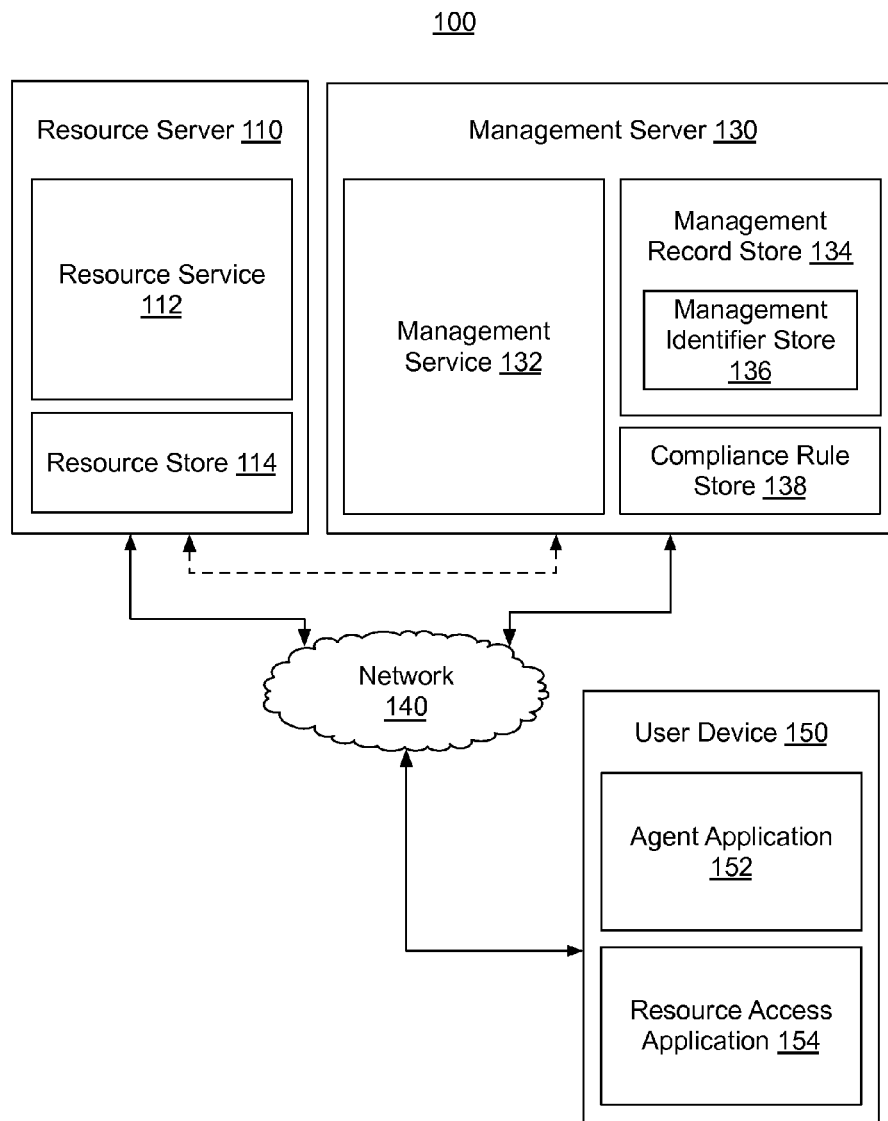 100
Resource Server 110
Resource Service
112
Resource Store 114
Management Server 130
Management
Service 132
Management
Record Store 134
Management
Identifier Store
136
Compliance Rule
Store 138
Network
140
User Device 150
Agent Application
152
Resource Access
Application 154